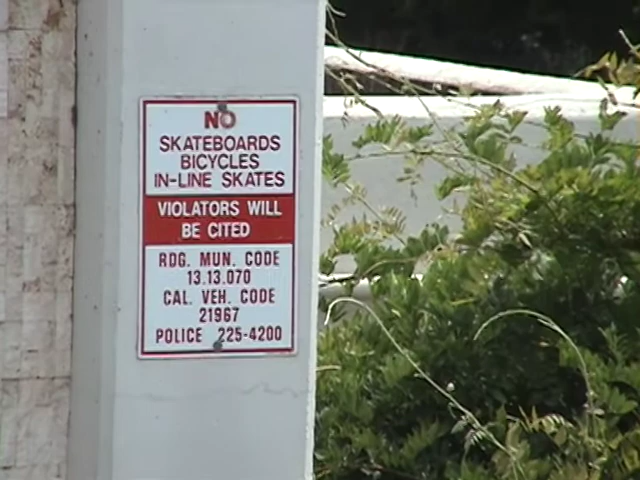 NO
SKATEBOARDS
BICYCLES
IN-LINE SKATES
VIOLATORS WILL
BE CITED
RDG. MUN. CODE
13.13.070
CAL. VEH. CODE
21967
POLICE 225-4200